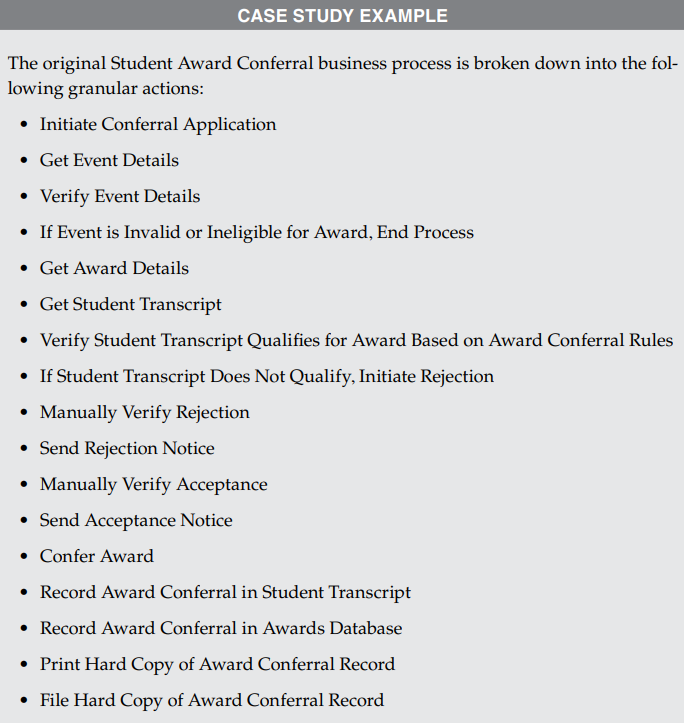 CASE STUDY EXAMPLE
The original Student Award Conferral business process is broken down into the fol-
lowing granular actions:
• Initiate Conferral Application
• Get Event Details
• Verify Event Details
• If Event is Invalid or Ineligible for Award, End Process
• Get Award Details
• Get Student Transcript
• Verify Student Transcript Qualifies for Award Based on Award Conferral Rules
• If Student Transcript Does Not Qualify, Initiate Rejection
• Manually Verify Rejection
• Send Rejection Notice
• Manually Verify Acceptance
• Send Acceptance Notice
• Confer Award
• Record Award Conferral in Student Transcript
• Record Award Conferral in Awards Database
• Print Hard Copy of Award Conferral Record
• File Hard Copy of Award Conferral Record